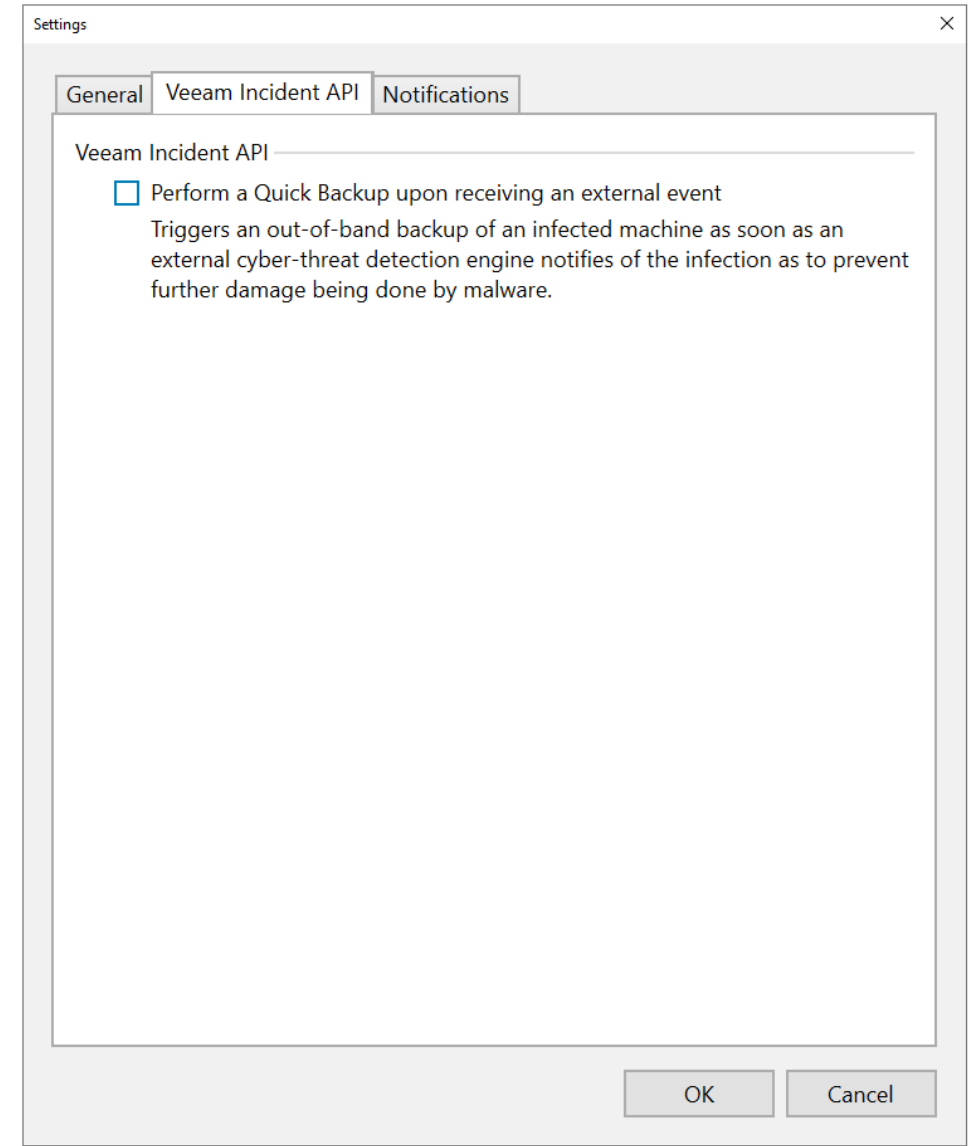 Settings
General
Veeam Incident API
Notifications
Veeam Incident API
Perform a Quick Backup upon receiving an external event
Triggers an out-of-band backup of an infected machine as soon as an
external cyber-threat detection engine notifies of the infection as to prevent
further damage being done by malware.
OK
Cancel